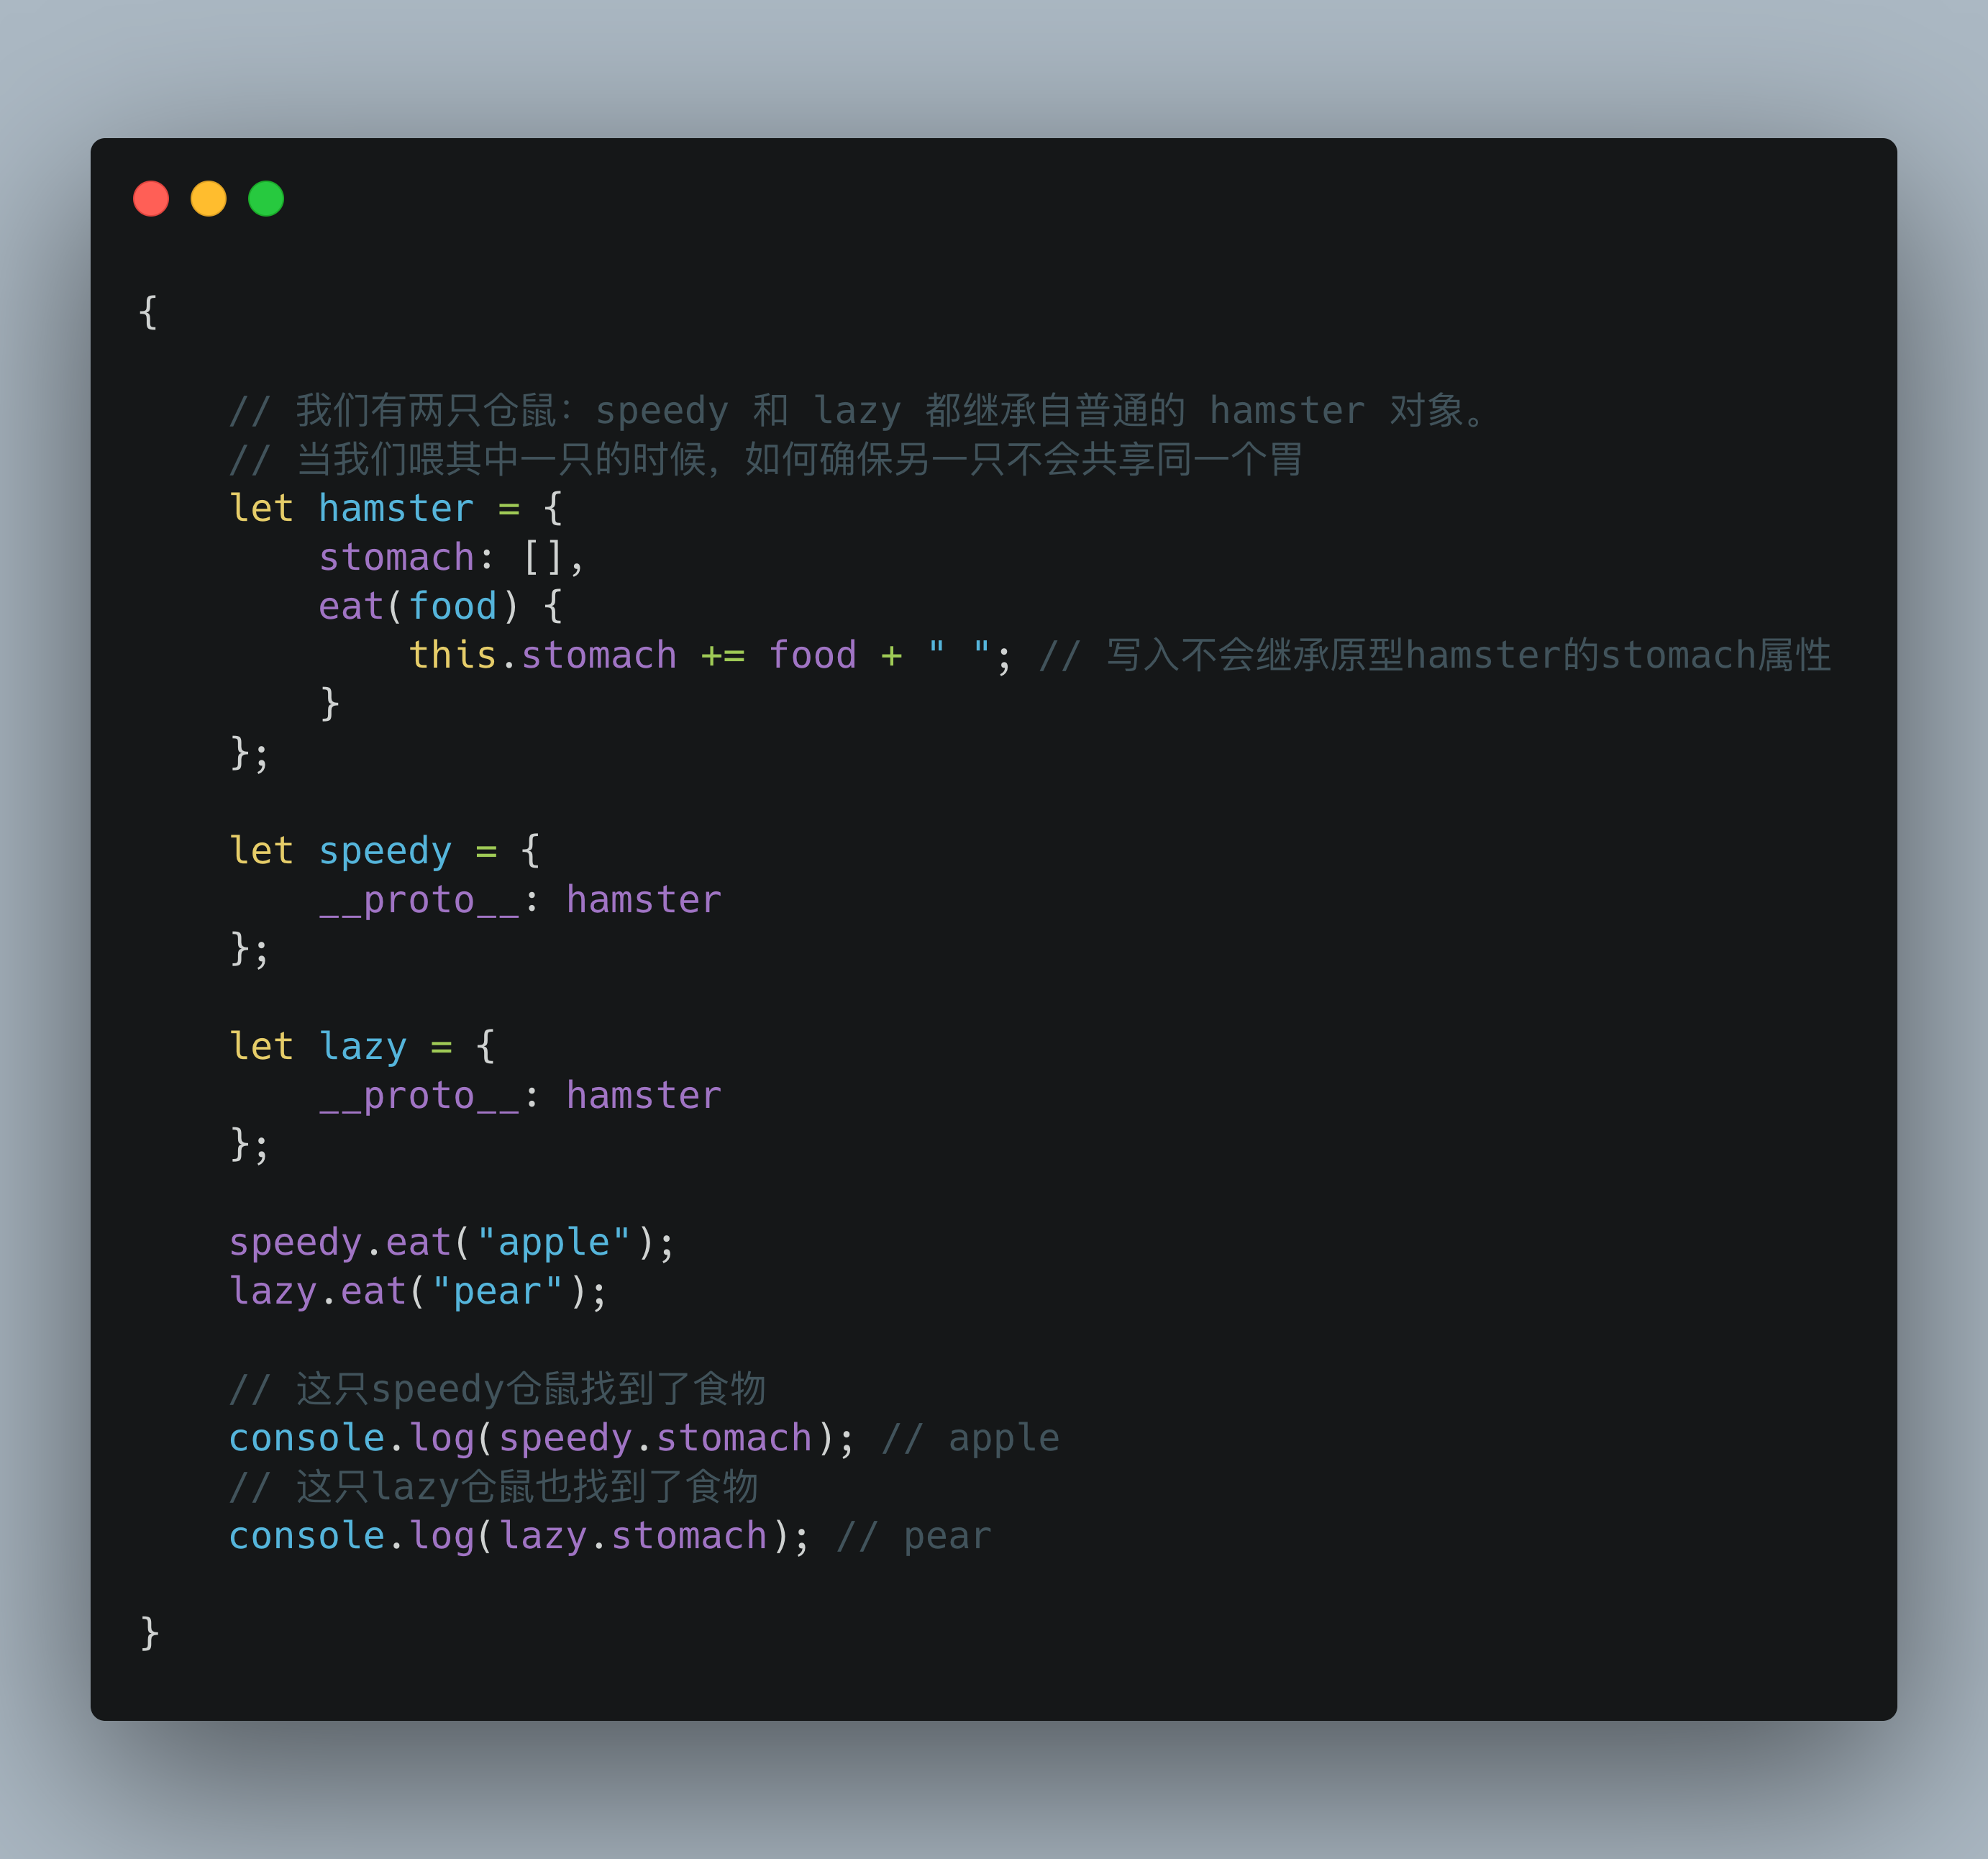 {
// 我们有两只仓鼠：speedy 和 lazy 都继承自普通的 hamster 对象。
// 当我们喂其中一只的时候，如何确保另一只不会共享同一个胃
let hamster = {
stomach: [],
eat(food) {
this.stomach += food + " "; // 写入不会继承原型hamster的stomach属性
}
};
let speedy = {
__proto__: hamster
};
let lazy = {
__proto__: hamster
};
speedy.eat("apple");
lazy.eat("pear");
// 这只speedy仓鼠找到了食物
console.log(speedy.stomach); // apple
// 这只lazy仓鼠也找到了食物
console.log(lazy.stomach); // pear
}